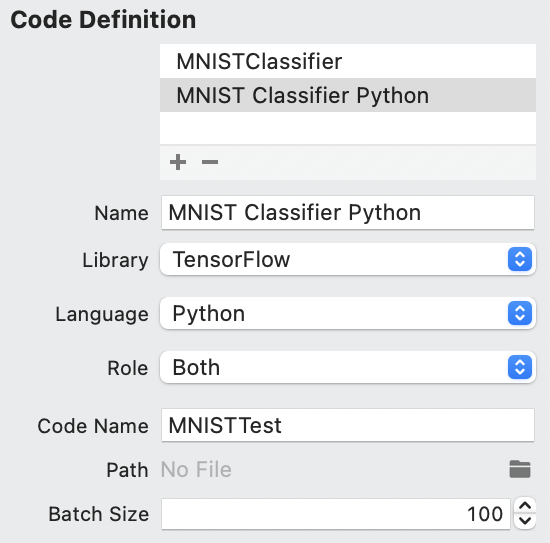 Code Definition
MNISTClassifier
MNIST Classifier Python
+ −
Name MNIST Classifier Python
Library TensorFlow
Language Python
Role Both
Code Name MNISTTest
Path No File
Batch Size 100